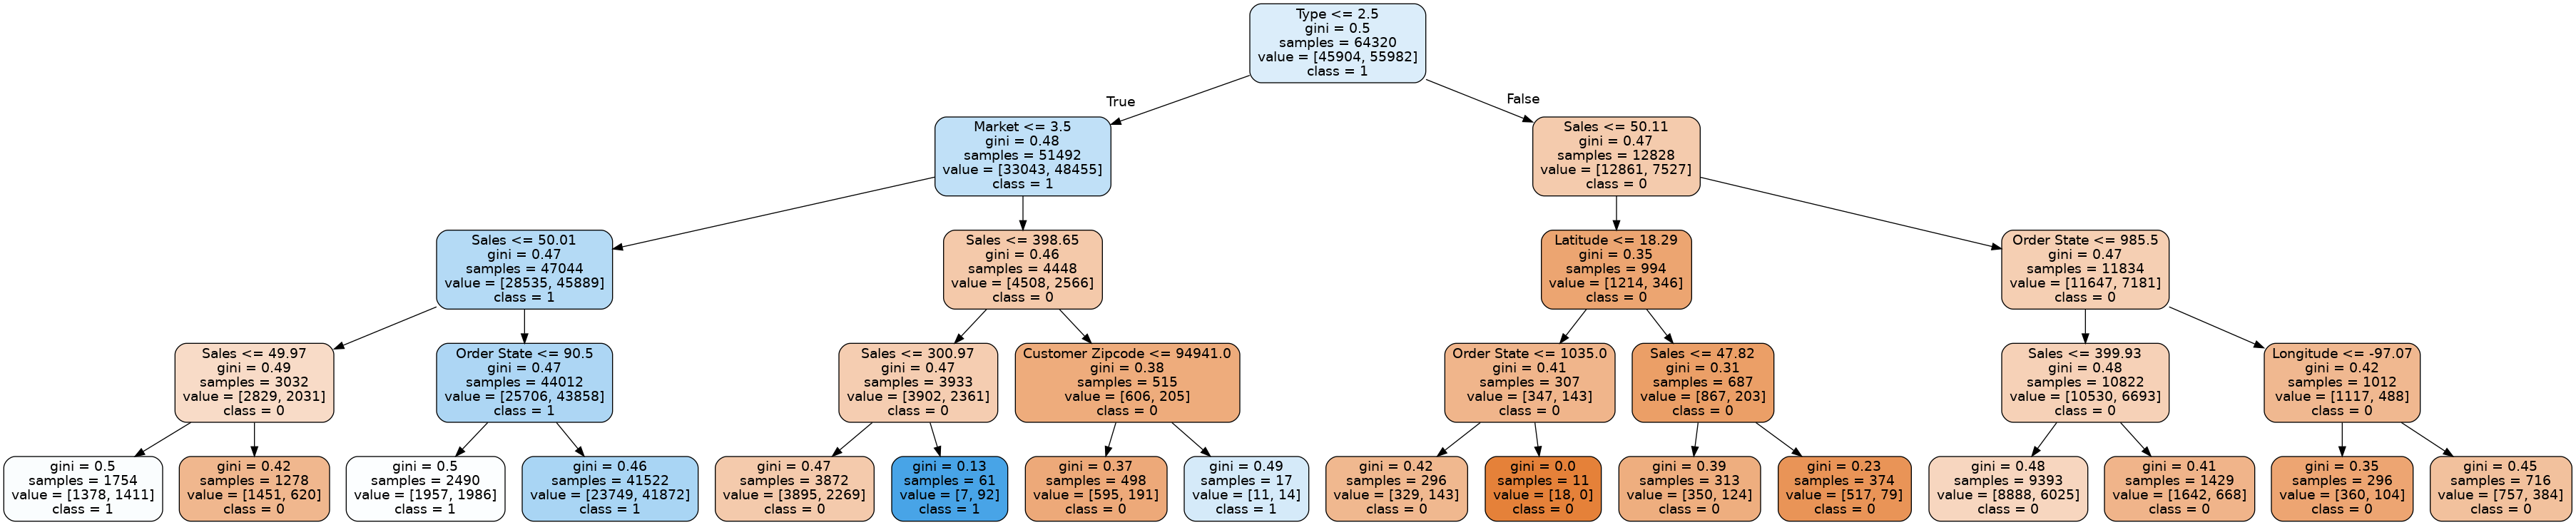 Type <= 2.5
gini = 0.5
samples = 64320
value = [45904, 55982]
class = 1
True
False
Market <= 3.5
gini = 0.48
samples = 51492
value = [33043, 48455]
class = 1
Sales <= 50.11
gini = 0.47
samples = 12828
value = [12861, 7527]
class = 0
Sales <= 50.01
gini = 0.47
samples = 47044
value = [28535, 45889]
class = 1
Sales <= 398.65
gini = 0.46
samples = 4448
value = [4508, 2566]
class = 0
Latitude <= 18.29
gini = 0.35
samples = 994
value = [1214, 346]
class = 0
Order State <= 985.5
gini = 0.47
samples = 11834
value = [11647, 7181]
class = 0
Sales <= 49.97
gini = 0.49
samples = 3032
value = [2829, 2031]
class = 0
Order State <= 90.5
gini = 0.47
samples = 44012
value = [25706, 43858]
class = 1
Sales <= 300.97
gini = 0.47
samples = 3933
value = [3902, 2361]
class = 0
Customer Zipcode <= 94941.0
gini = 0.38
samples = 515
value = [606, 205]
class = 0
Order State <= 1035.0
gini = 0.41
samples = 307
value = [347, 143]
class = 0
Sales <= 47.82
gini = 0.31
samples = 687
value = [867, 203]
class = 0
Sales <= 399.93
gini = 0.48
samples = 10822
value = [10530, 6693]
class = 0
Longitude <= -97.07
gini = 0.42
samples = 1012
value = [1117, 488]
class = 0
gini = 0.5
samples = 1754
value = [1378, 1411]
class = 1
gini = 0.42
samples = 1278
value = [1451, 620]
class = 0
gini = 0.5
samples = 2490
value = [1957, 1986]
class = 1
gini = 0.46
samples = 41522
value = [23749, 41872]
class = 1
gini = 0.47
samples = 3872
value = [3895, 2269]
class = 0
gini = 0.13
samples = 61
value = [7, 92]
class = 1
gini = 0.37
samples = 498
value = [595, 191]
class = 0
gini = 0.49
samples = 17
value = [11, 14]
class = 1
gini = 0.42
samples = 296
value = [329, 143]
class = 0
gini = 0.0
samples = 11
value = [18, 0]
class = 0
gini = 0.39
samples = 313
value = [350, 124]
class = 0
gini = 0.23
samples = 374
value = [517, 79]
class = 0
gini = 0.48
samples = 9393
value = [8888, 6025]
class = 0
gini = 0.41
samples = 1429
value = [1642, 668]
class = 0
gini = 0.35
samples = 296
value = [360, 104]
class = 0
gini = 0.45
samples = 716
value = [757, 384]
class = 0